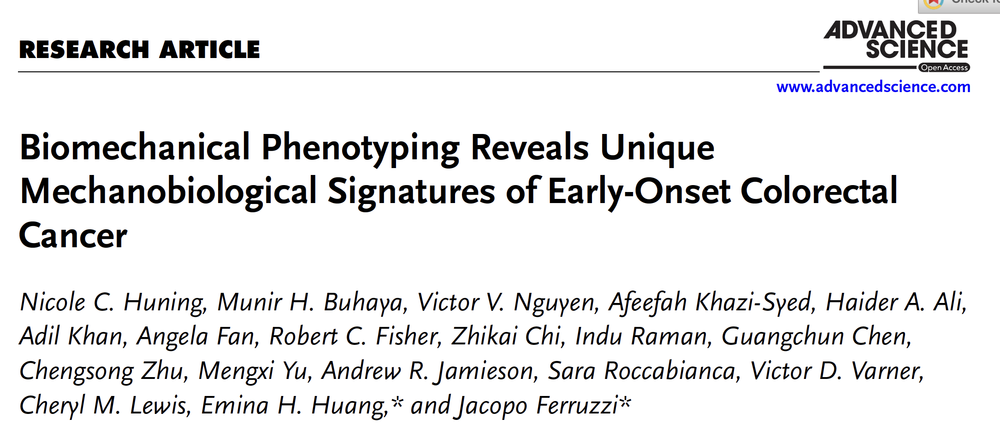 Check
RESEARCH ARTICLE
ADVANCED
SCIENCE
Open Access
www.advancedscience.com
Biomechanical Phenotyping Reveals Unique
Mechanobiological Signatures of Early-Onset Colorectal
Cancer
Nicole C. Huning, Munir H. Buhaya, Victor V. Nguyen, Afeefah Khazi-Syed, Haider A. Ali,
Adil Khan, Angela Fan, Robert C. Fisher, Zhikai Chi, Indu Raman, Guangchun Chen,
Chengsong Zhu, Mengxi Yu, Andrew R. Jamieson, Sara Roccabianca, Victor D. Varner,
Cheryl M. Lewis, Emina H. Huang,* and Jacopo Ferruzzi*